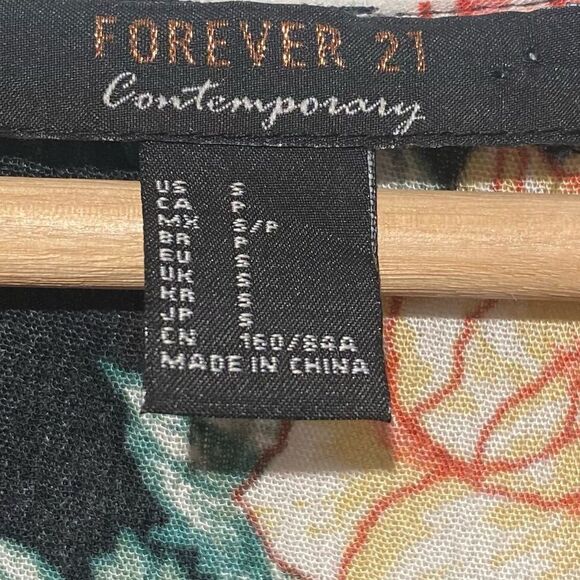 FOREVER 21
Contemporary
US S
CA P
MX S/P
BR P
EU S
UK S
KR S
JP S
CN 160/84A
MADE IN CHINA